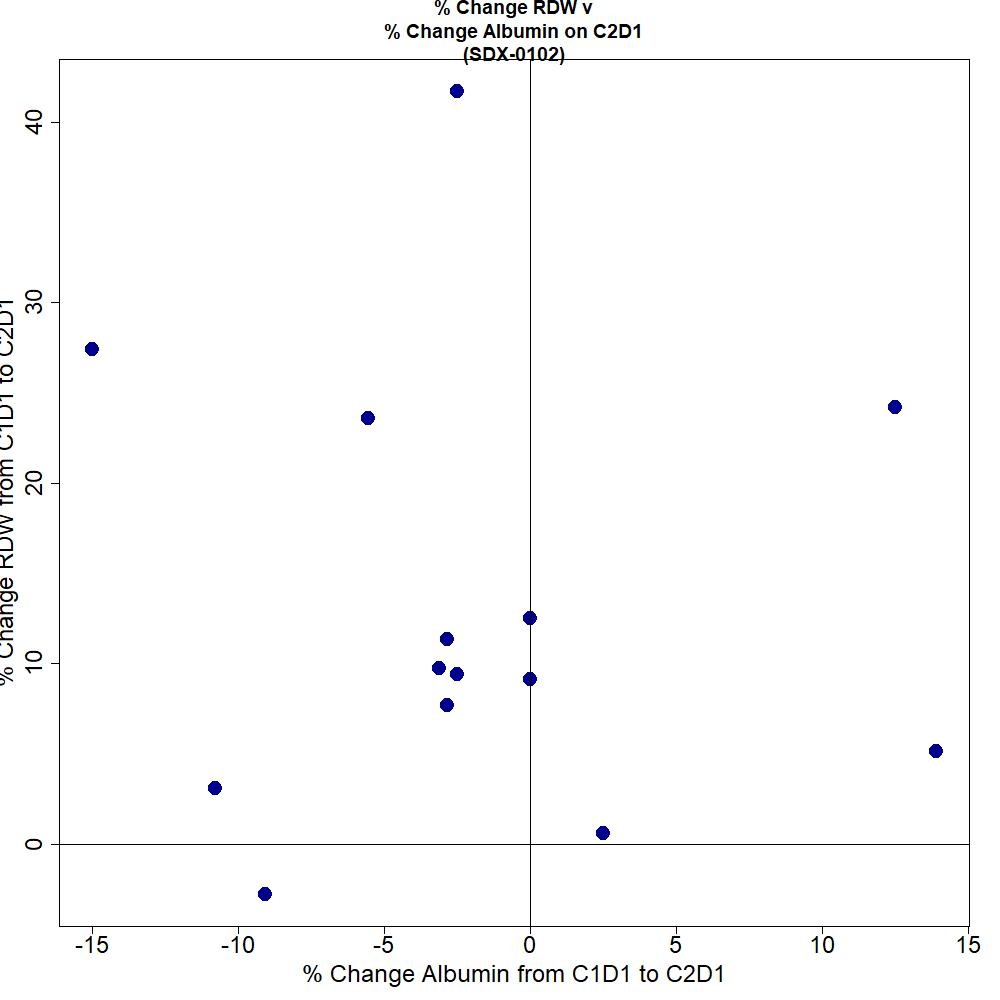 % Change RDW v
% Change Albumin on C2D1
(SDX-0102)
% Change RDW from C1D1 to C2D1
40
30
20
10
0
-15 -10 -5 0 5 10 15
% Change Albumin from C1D1 to C2D1